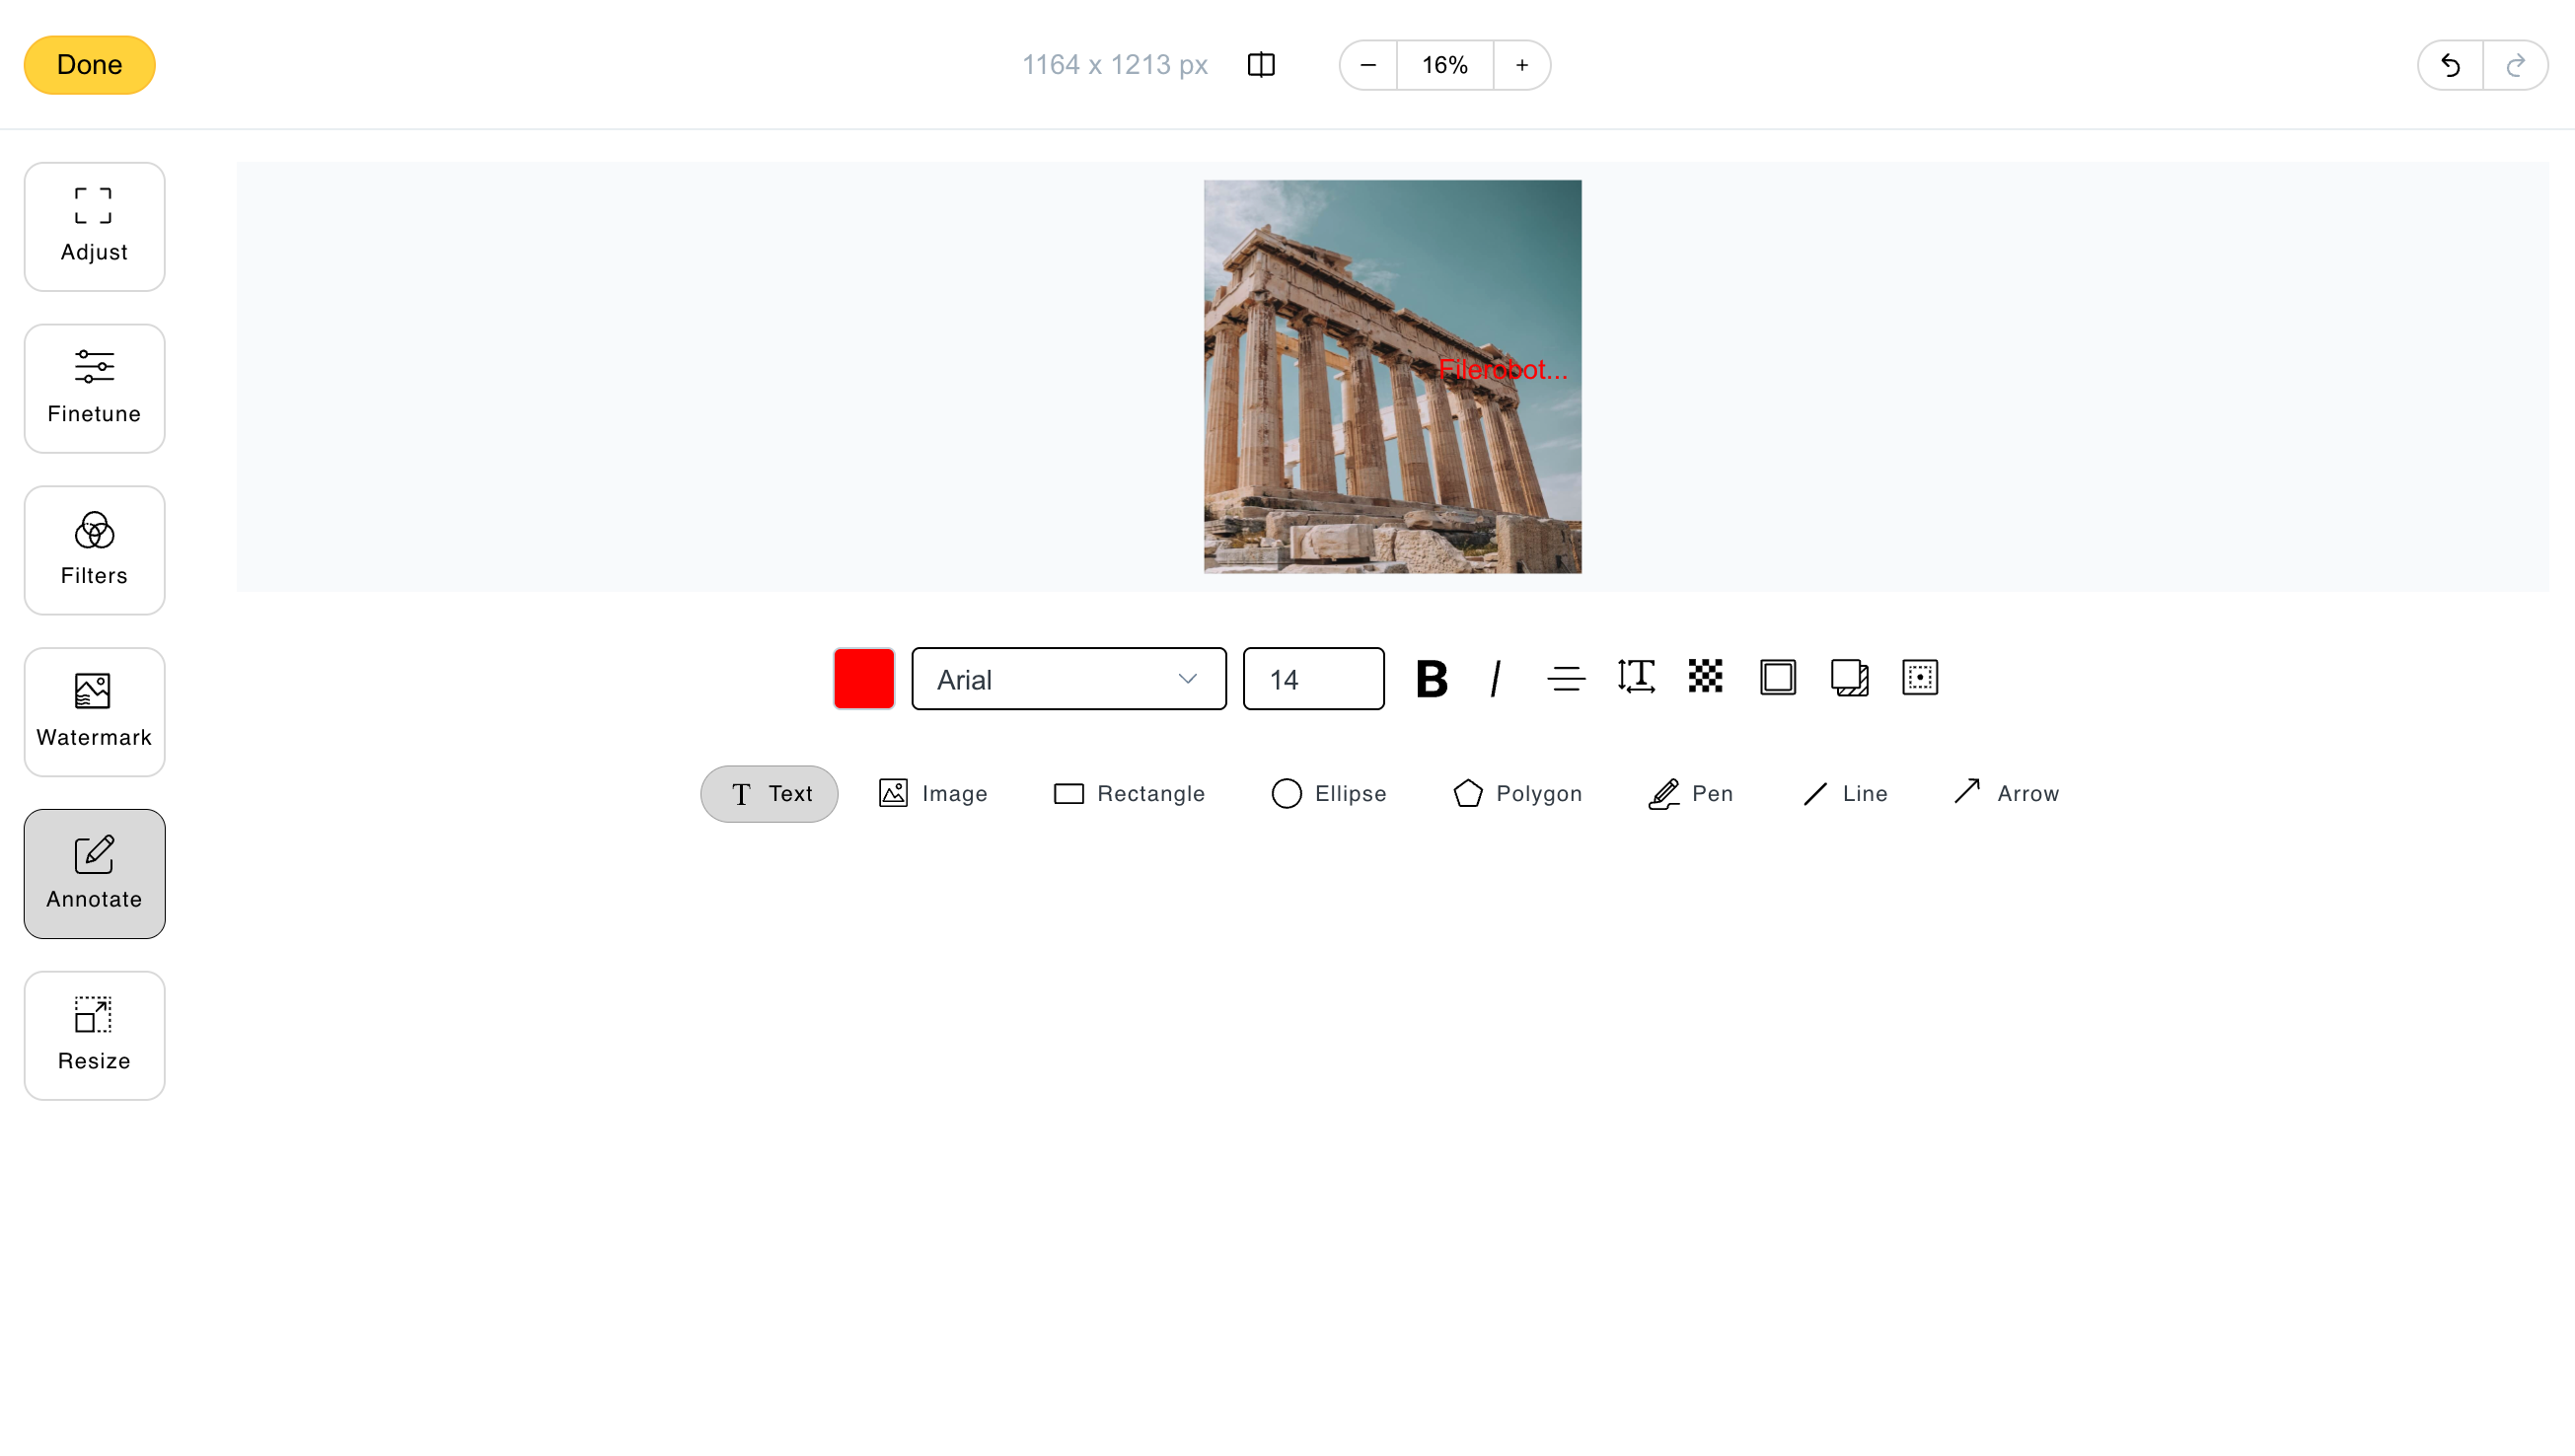 Done
1164 x 1213 px
16%
Adjust
Finetune
Filters
Watermark
Annotate
Resize
Filerobot...
Arial
14
B I
T Text
Image
Rectangle
Ellipse
Polygon
Pen
Line
Arrow